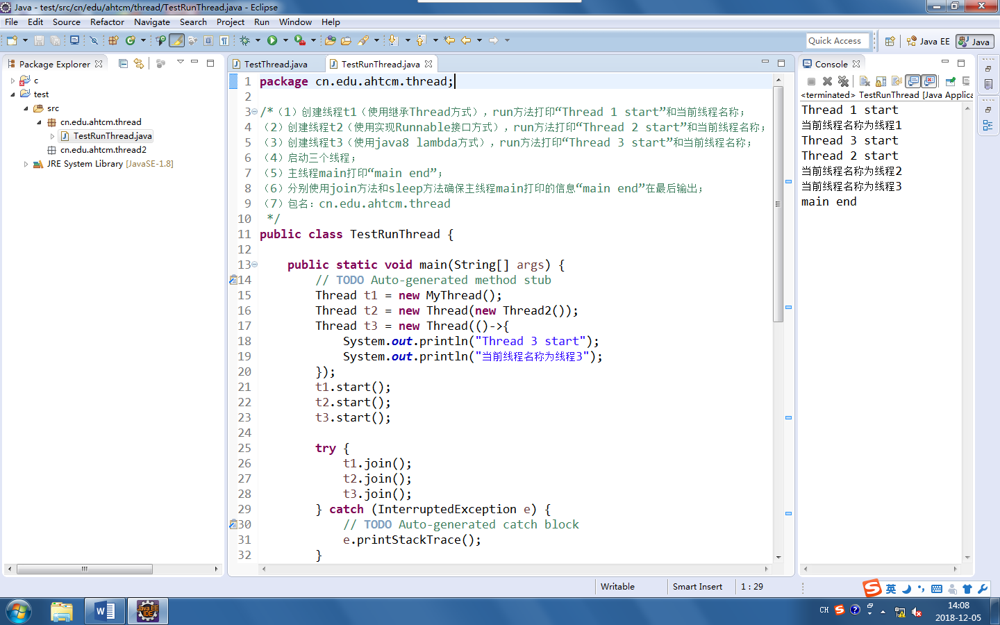 Java - test/src/cn/edu/ahtcm/thread/TestRunThread.java - Eclipse
File Edit Source Refactor Navigate Search Project Run Window Help
Quick Access
Java EE
Java
Package Explorer
c
test
src
cn.edu.ahtcm.thread
TestRunThread.java
cn.edu.ahtcm.thread2
JRE System Library [JavaSE-1.8]
TestThread.java
TestRunThread.java
1 package cn.edu.ahtcm.thread;
2
3 /*（1）创建线程t1（使用继承Thread方式），run方法打印“Thread 1 start”和当前线程名称；
4 （2）创建线程t2（使用实现Runnable接口方式），run方法打印“Thread 2 start”和当前线程名称；
5 （3）创建线程t3（使用java8 lambda方式），run方法打印“Thread 3 start”和当前线程名称；
6 （4）启动三个线程；
7 （5）主线程main打印“main end”；
8 （6）分别使用join方法和sleep方法确保主线程main打印的信息“main end”在最后输出；
9 （7）包名：cn.edu.ahtcm.thread
10 */
11 public class TestRunThread {
12
13 public static void main(String[] args) {
14 // TODO Auto-generated method stub
15 Thread t1 = new MyThread();
16 Thread t2 = new Thread(new Thread2());
17 Thread t3 = new Thread(()->{
18 System.out.println("Thread 3 start");
19 System.out.println("当前线程名称为线程3");
20 });
21 t1.start();
22 t2.start();
23 t3.start();
24
25 try {
26 t1.join();
27 t2.join();
28 t3.join();
29 } catch (InterruptedException e) {
30 // TODO Auto-generated catch block
31 e.printStackTrace();
32 }
Console
<terminated> TestRunThread [Java Applica
Thread 1 start
当前线程名称为线程1
Thread 3 start
Thread 2 start
当前线程名称为线程2
当前线程名称为线程3
main end
Writable
Smart Insert
1 : 29
英
CH
14:08
2018-12-05